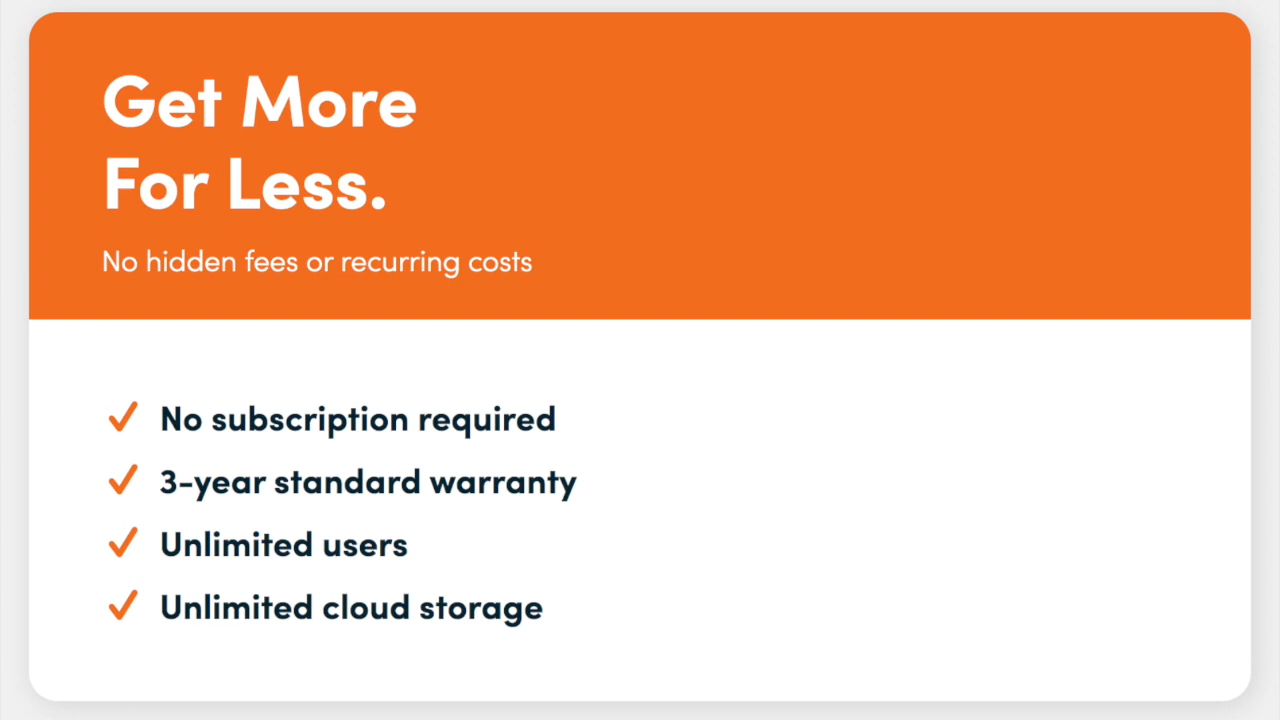 Get More
For Less.
No hidden fees or recurring costs
No subscription required
3-year standard warranty
Unlimited users
Unlimited cloud storage